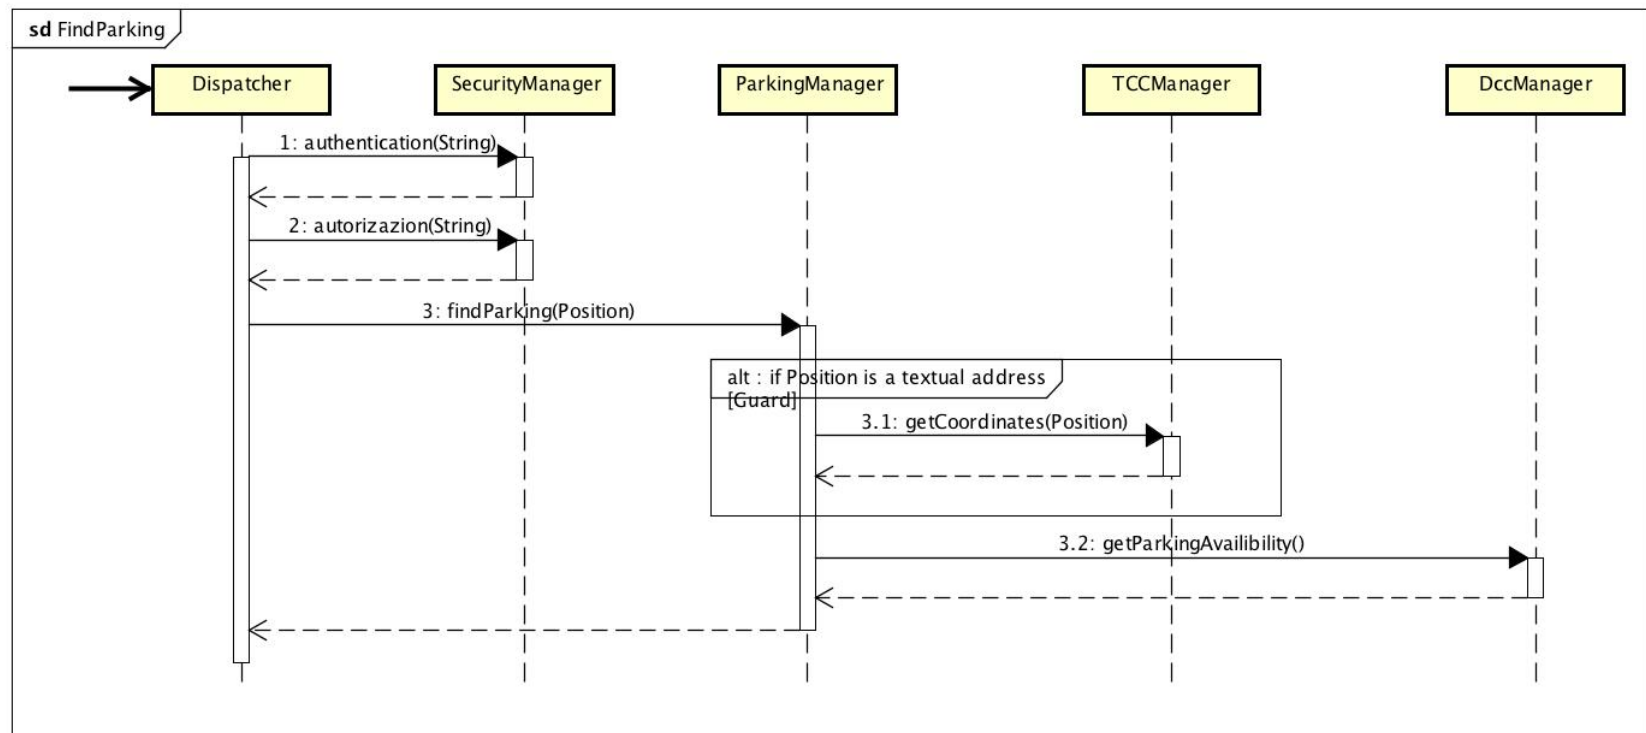 sd FindParking
Dispatcher
SecurityManager
ParkingManager
TCCManager
DccManager
1: authentication(String)
2: autorizazion(String)
3: findParking(Position)
alt : if Position is a textual address
[Guard]
3.1: getCoordinates(Position)
3.2: getParkingAvailibility()